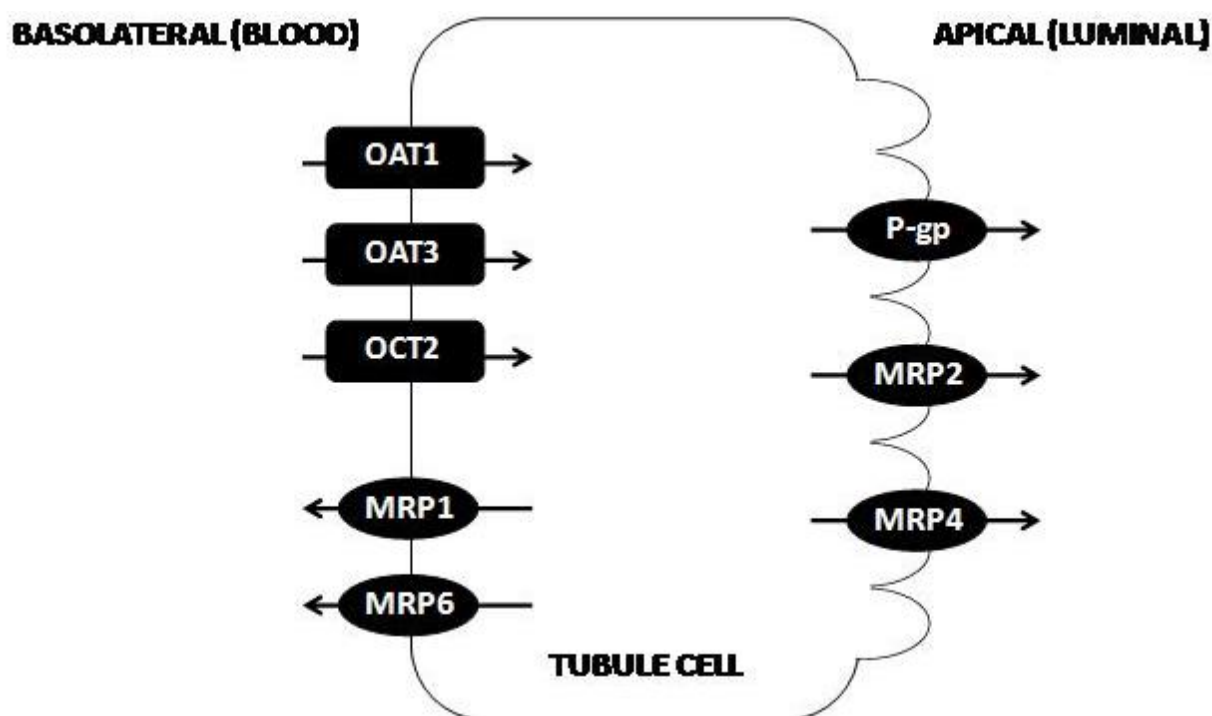 BASOLATERAL (BLOOD)
APICAL (LUMINAL)
OAT1
OAT3
OCT2
MRP1
MRP6
P-gp
MRP2
MRP4
TUBULE CELL